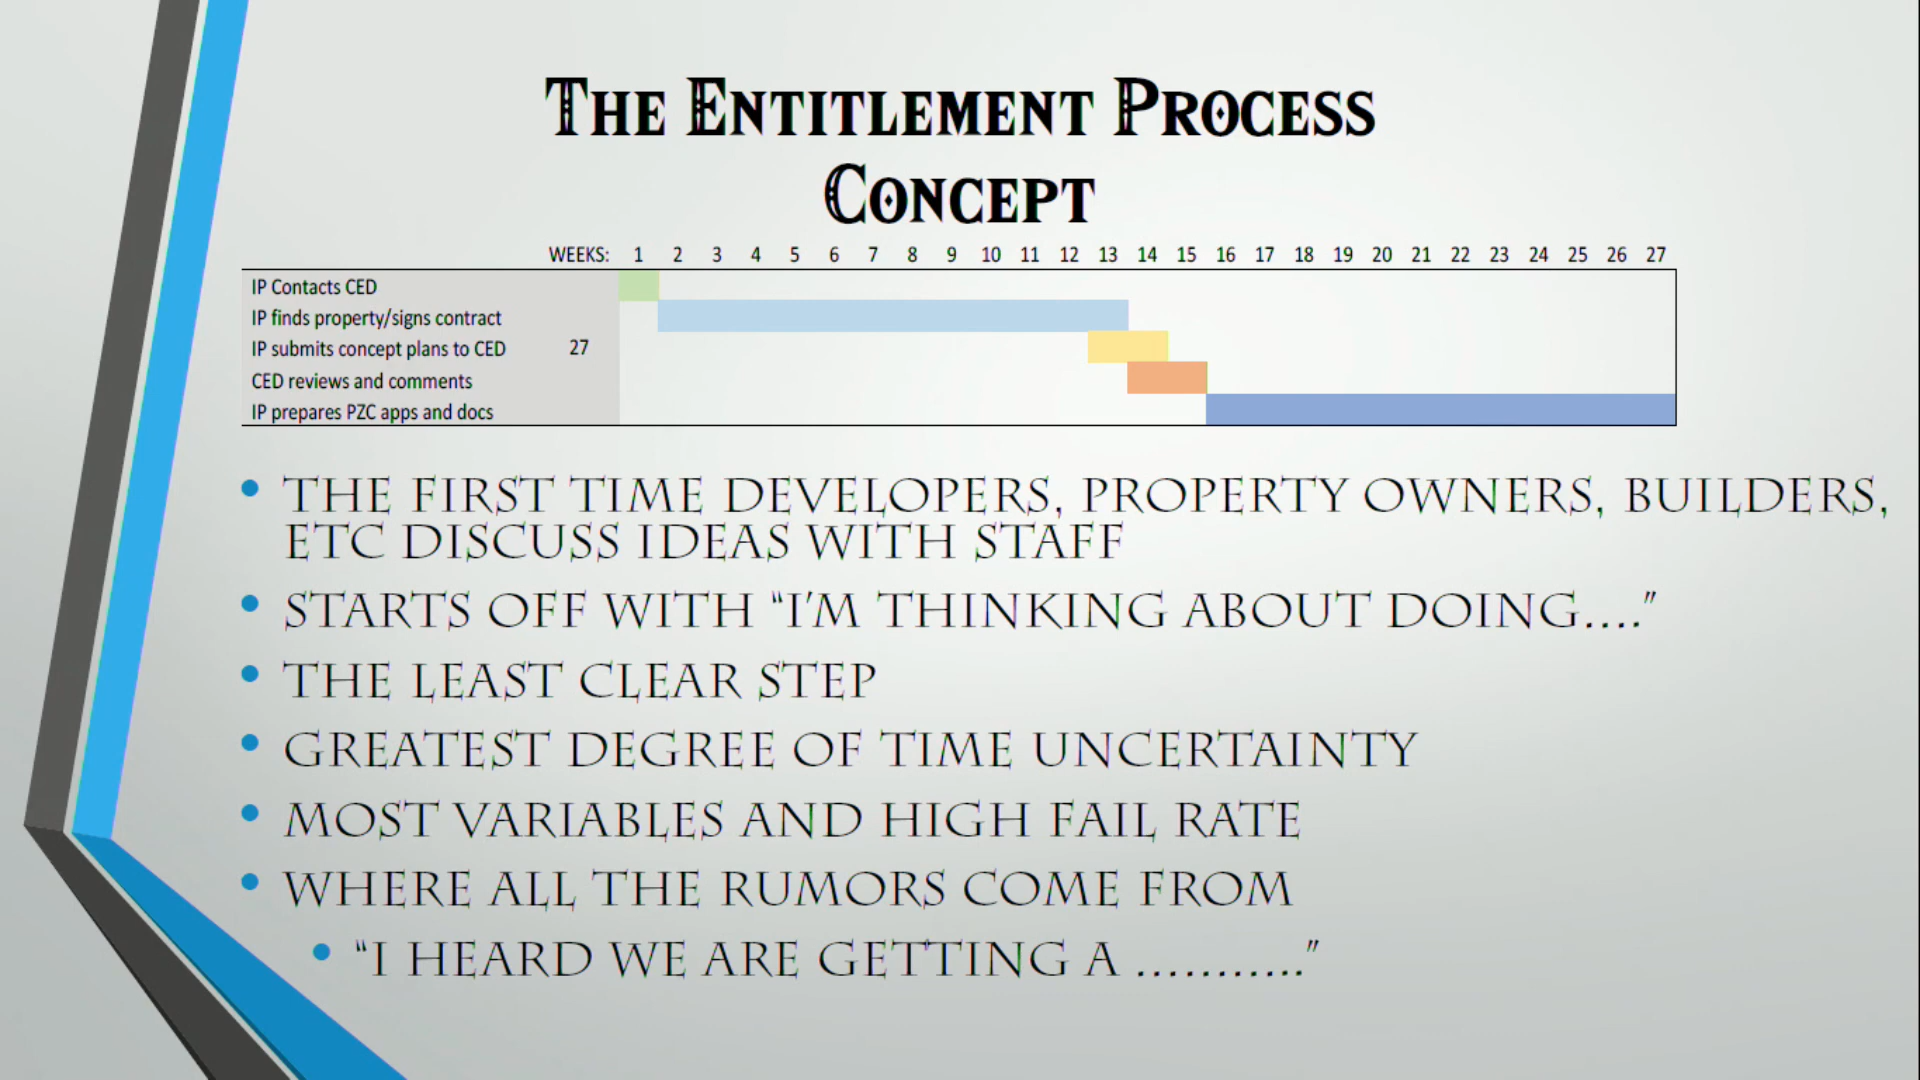 The Entitlement Process
Concept
WEEKS: 1 2 3 4 5 6 7 8 9 10 11 12 13 14 15 16 17 18 19 20 21 22 23 24 25 26 27
IP Contacts CED
IP finds property/signs contract
IP submits concept plans to CED 27
CED reviews and comments
IP prepares PZC apps and docs
• THE FIRST TIME DEVELOPERS, PROPERTY OWNERS, BUILDERS,
ETC DISCUSS IDEAS WITH STAFF
• STARTS OFF WITH “I’M THINKING ABOUT DOING….”
• THE LEAST CLEAR STEP
• GREATEST DEGREE OF TIME UNCERTAINTY
• MOST VARIABLES AND HIGH FAIL RATE
• WHERE ALL THE RUMORS COME FROM
• “I HEARD WE ARE GETTING A ………..”